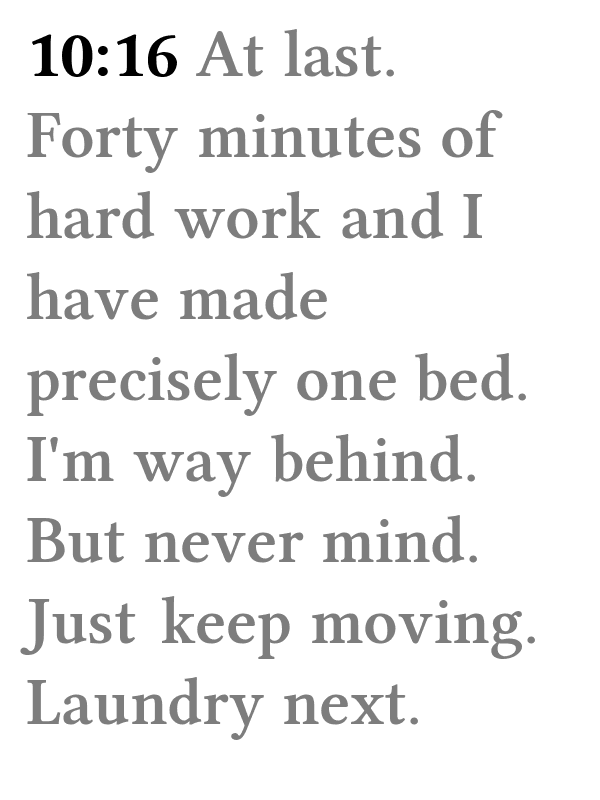 10:16 At last.
Forty minutes of
hard work and I
have made
precisely one bed.
I'm way behind.
But never mind.
Just keep moving.
Laundry next.